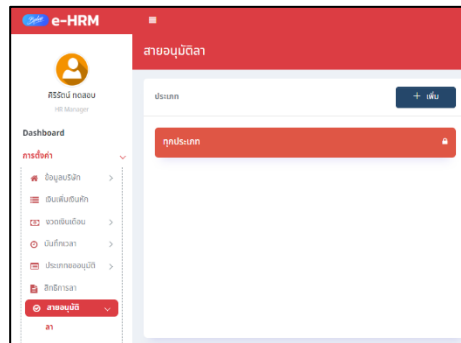 e-HRM
สายอนุมัติลา
ศิริรัตน์ ทดสอบ
HR Manager
ประเภท
+ เพิ่ม
ทุกประเภท
Dashboard
การตั้งค่า
ข้อมูลบริษัท
เงินเพิ่มเงินหัก
งวดเงินเดือน
บันทึกเวลา
ประเภทขออนุมัติ
สิทธิการลา
สายอนุมัติ
ลา